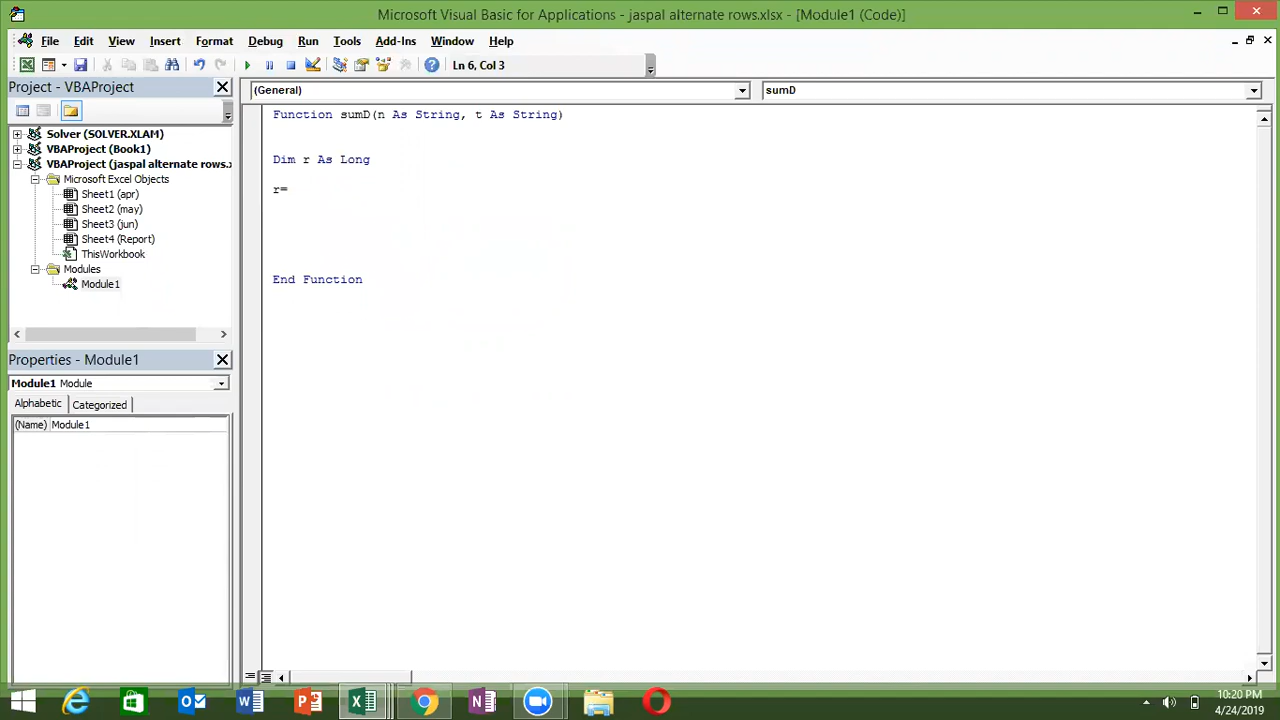 Microsoft Visual Basic for Applications - jaspal alternate rows.xlsx - [Module1 (Code)]
File Edit View Insert Format Debug Run Tools Add-Ins Window Help
Ln 6, Col 3
Project - VBAProject
(General)
sumD
Solver (SOLVER.XLAM)
VBAProject (Book1)
VBAProject (jaspal alternate rows.x
Microsoft Excel Objects
Sheet1 (apr)
Sheet2 (may)
Sheet3 (jun)
Sheet4 (Report)
ThisWorkbook
Modules
Module1
Function sumD(n As String, t As String)
Dim r As Long
r=
End Function
Properties - Module1
Module1 Module
Alphabetic
Categorized
(Name) Module1
10:20 PM
4/24/2019